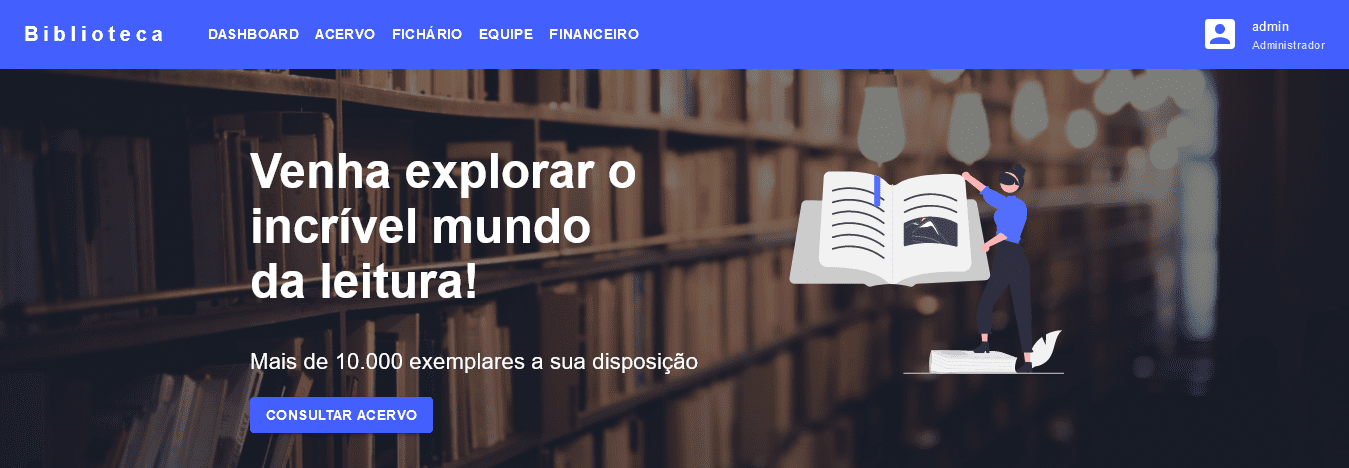 Biblioteca
DASHBOARD ACERVO FICHÁRIO EQUIPE FINANCEIRO
admin
Administrador
Venha explorar o
incrível mundo
da leitura!
Mais de 10.000 exemplares a sua disposição
CONSULTAR ACERVO